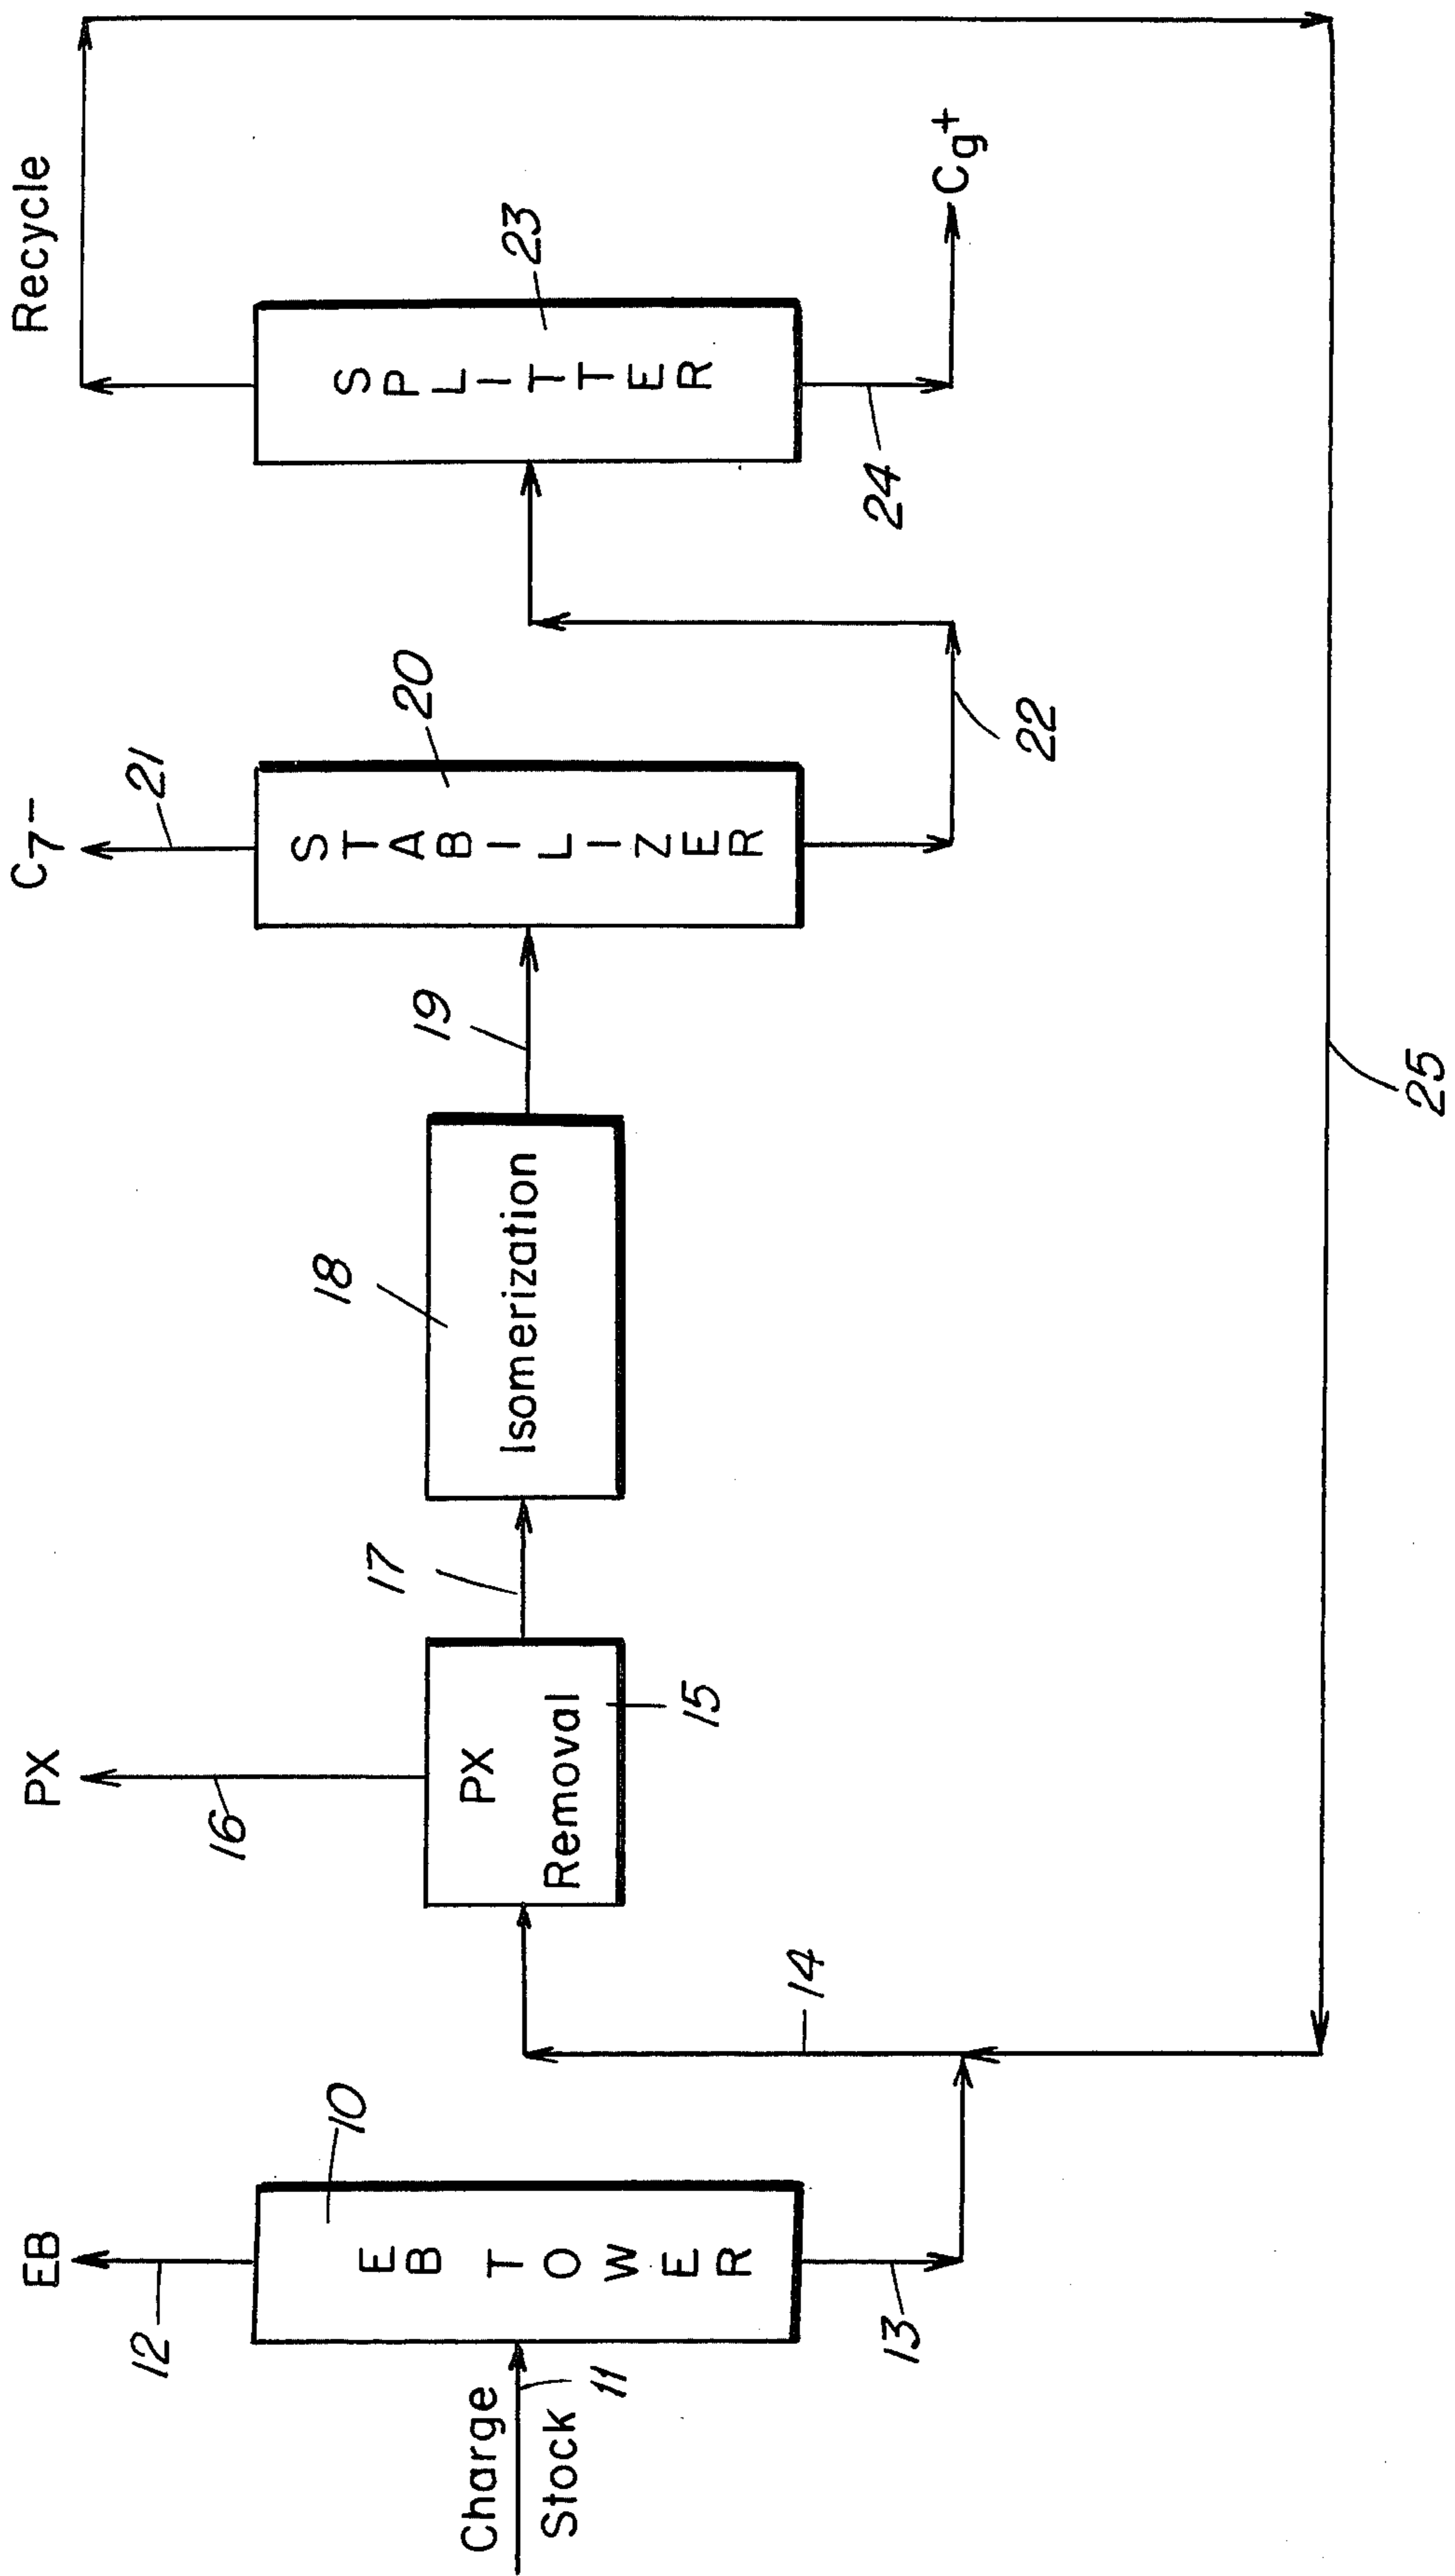 Charge
Stock
11
EB
12
EB TOWER
10
13
14
PX
16
PX
Removal
15
17
18
Isomerization
19
C7-
21
STABILIZER
20
22
Recycle
SPLITTER
23
24
C9+
25